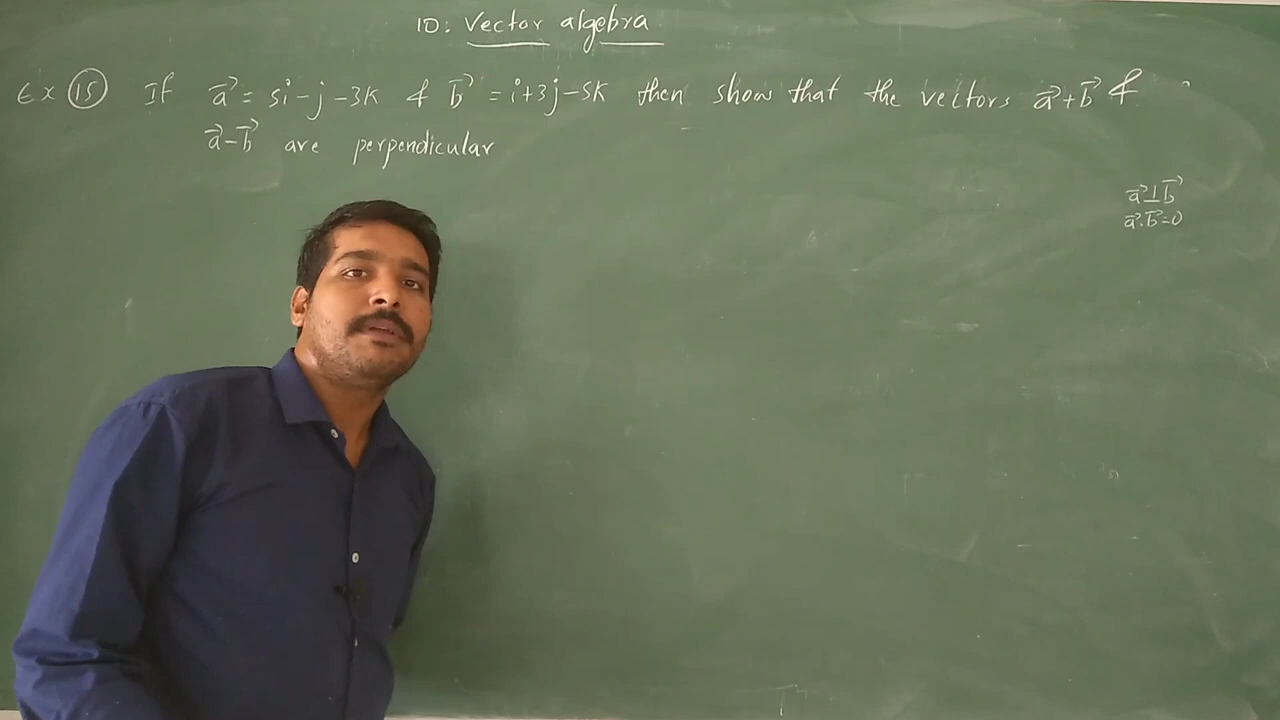 10: Vector algebra
Ex 15 If a⃗ = 5i-j-3k & b⃗ = i+3j-5k then show that the vectors a⃗+b⃗ &
a⃗-b⃗ are perpendicular
a⃗⊥b⃗
a⃗.b⃗=0